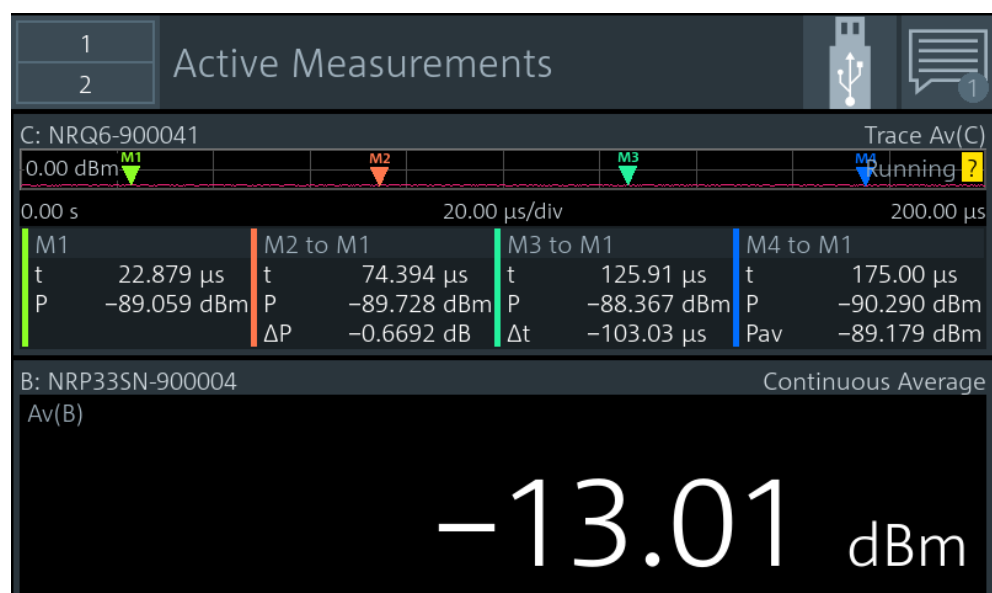 1
2
Active Measurements
1
C: NRQ6-900041 Trace Av(C)
0.00 dBm M1 M2 M3 M4 Running ?
0.00 s 20.00 µs/div 200.00 µs
M1 M2 to M1 M3 to M1 M4 to M1
t 22.879 µs t 74.394 µs t 125.91 µs t 175.00 µs
P −89.059 dBm P −89.728 dBm P −88.367 dBm P −90.290 dBm
ΔP −0.6692 dB Δt −103.03 µs Pav −89.179 dBm
B: NRP33SN-900004 Continuous Average
Av(B)
−13.01 dBm